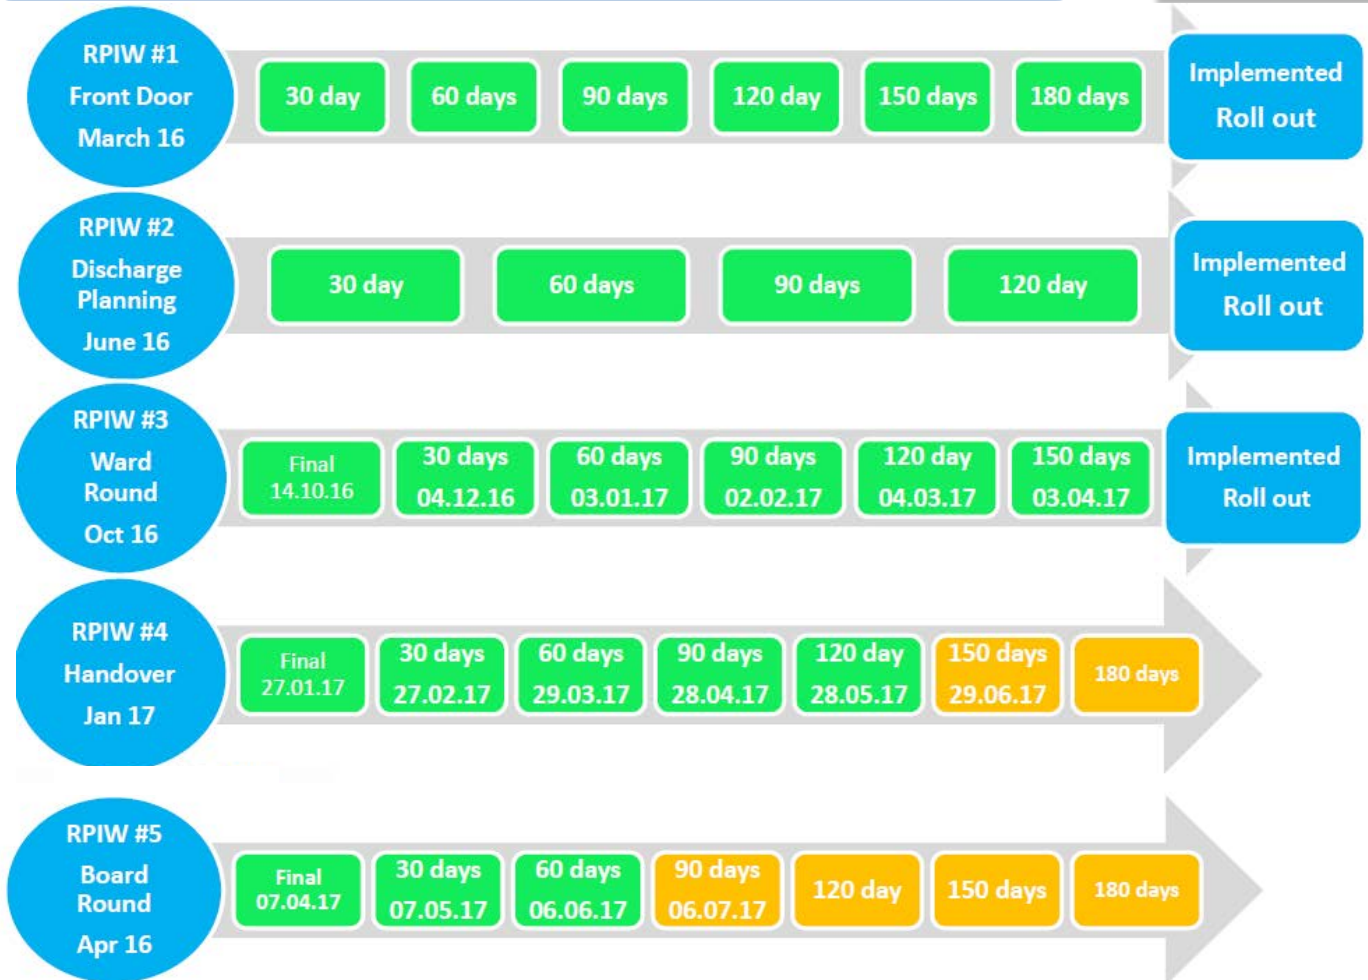 RPIW #1
Front Door
March 16
30 day
60 days
90 days
120 day
150 days
180 days
Implemented
Roll out
RPIW #2
Discharge
Planning
June 16
30 day
60 days
90 days
120 day
Implemented
Roll out
RPIW #3
Ward
Round
Oct 16
Final
14.10.16
30 days
04.12.16
60 days
03.01.17
90 days
02.02.17
120 day
04.03.17
150 days
03.04.17
Implemented
Roll out
RPIW #4
Handover
Jan 17
Final
27.01.17
30 days
27.02.17
60 days
29.03.17
90 days
28.04.17
120 day
28.05.17
150 days
29.06.17
180 days
RPIW #5
Board
Round
Apr 16
Final
07.04.17
30 days
07.05.17
60 days
06.06.17
90 days
06.07.17
120 day
150 days
180 days